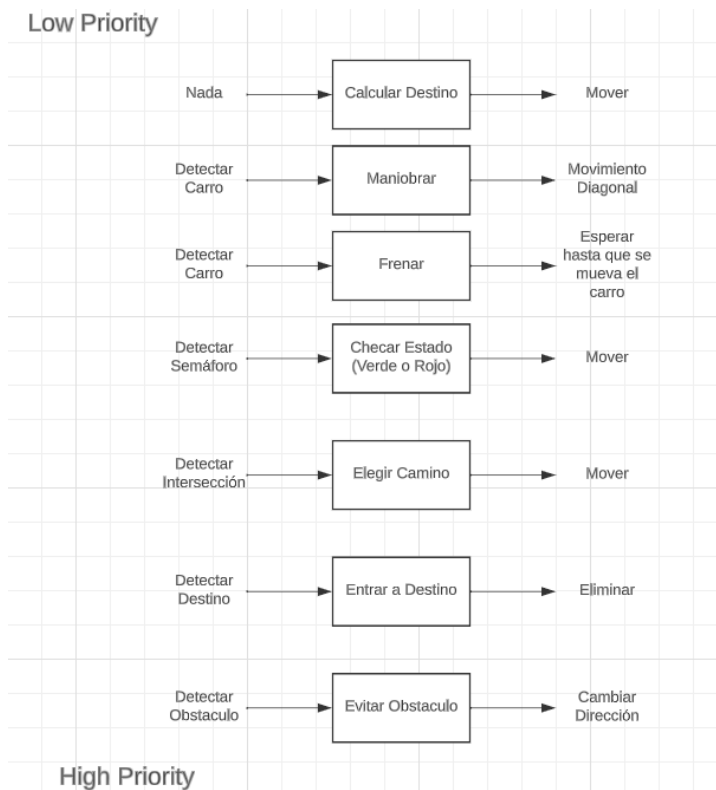 Low Priority
Nada
Calcular Destino
Mover
Detectar
Carro
Maniobrar
Movimiento
Diagonal
Detectar
Carro
Frenar
Esperar
hasta que se
mueva el
carro
Detectar
Semáforo
Checar Estado
(Verde o Rojo)
Mover
Detectar
Intersección
Elegir Camino
Mover
Detectar
Destino
Entrar a Destino
Eliminar
Detectar
Obstaculo
Evitar Obstaculo
Cambiar
Dirección
High Priority